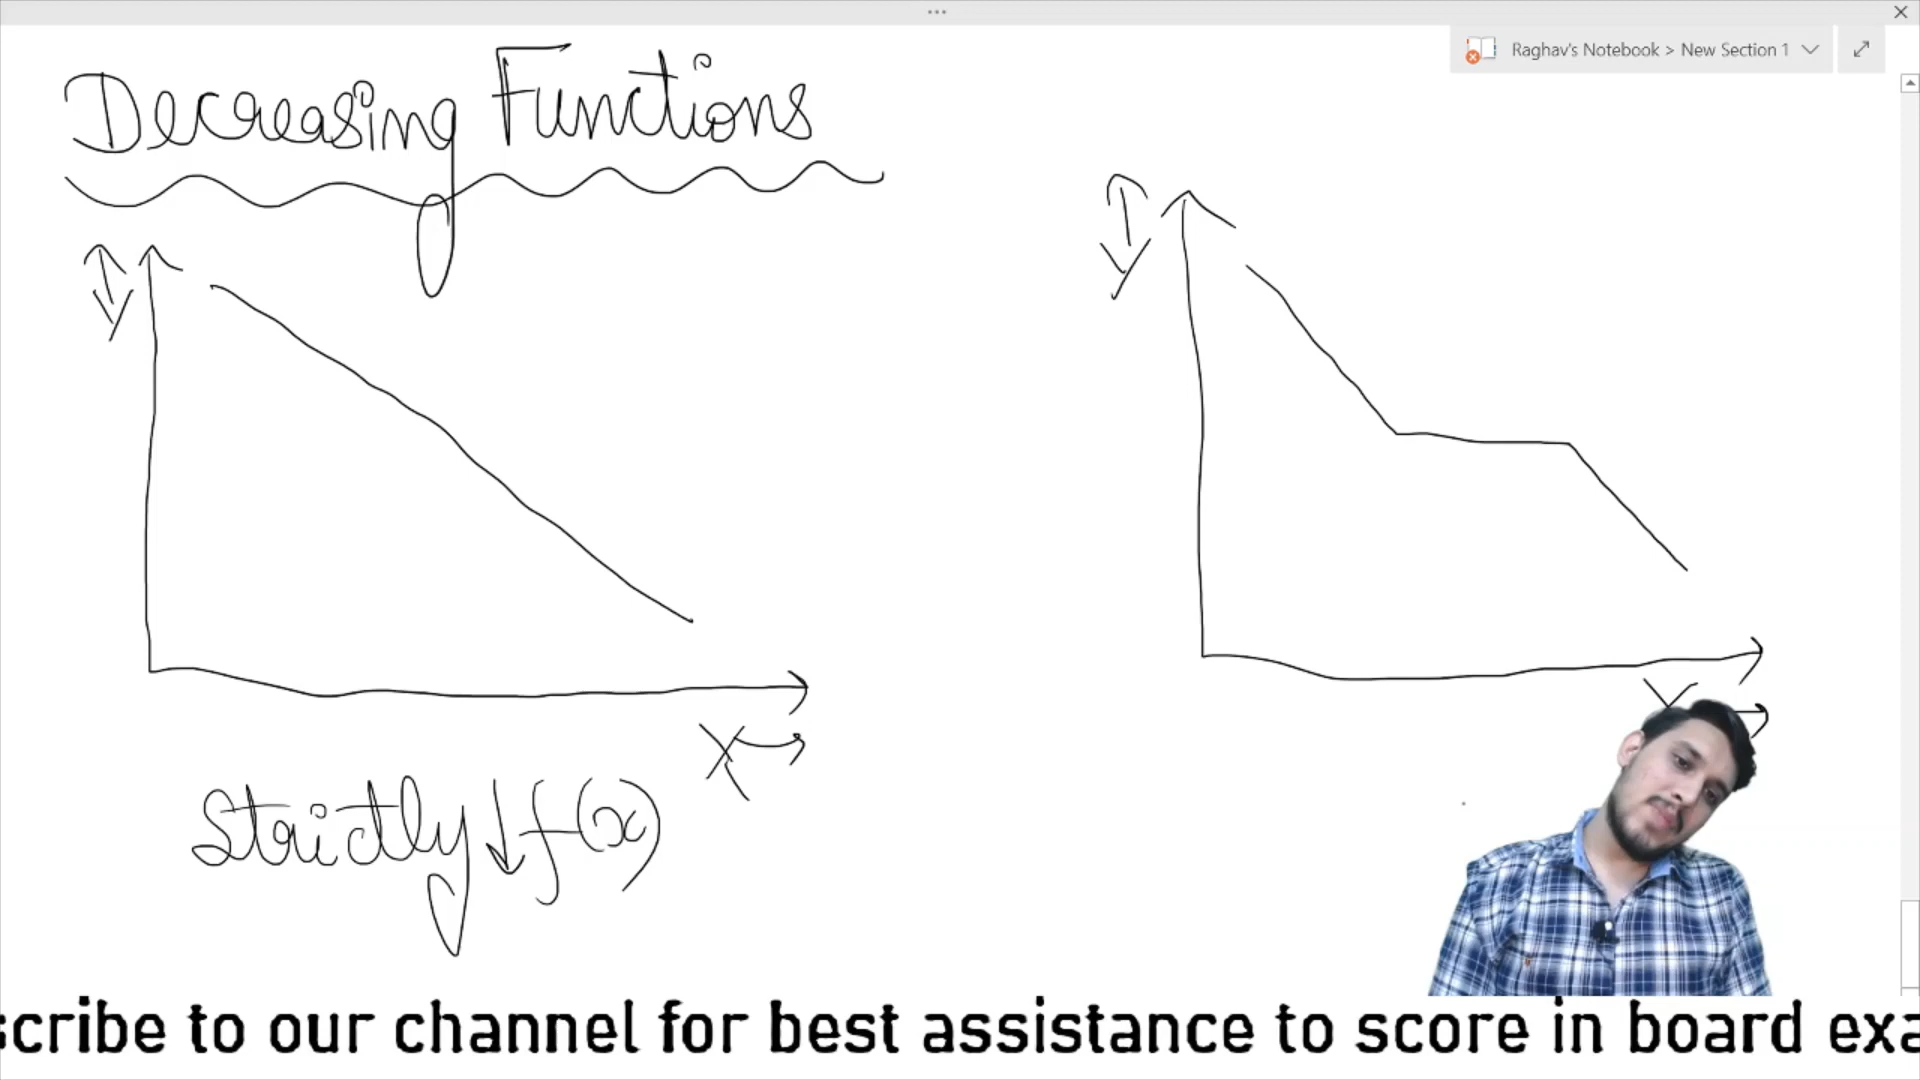 Raghav's Notebook > New Section 1
Decreasing Functions
y
y
x
x
Strictly ↓ f(x)
scribe to our channel for best assistance to score in board exa